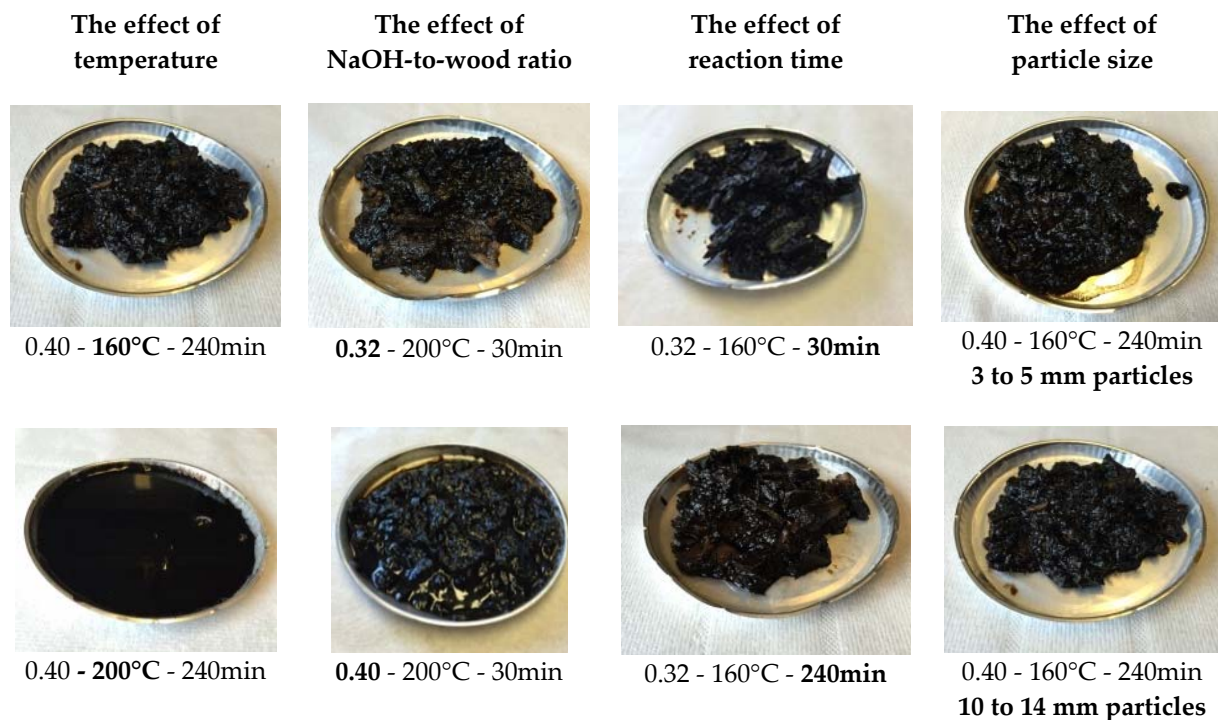 The effect of
temperature
The effect of
NaOH-to-wood ratio
The effect of
reaction time
The effect of
particle size
0.40 - 160°C - 240min
0.32 - 200°C - 30min
0.32 - 160°C - 30min
0.40 - 160°C - 240min
3 to 5 mm particles
0.40 - 200°C - 240min
0.40 - 200°C - 30min
0.32 - 160°C - 240min
0.40 - 160°C - 240min
10 to 14 mm particles